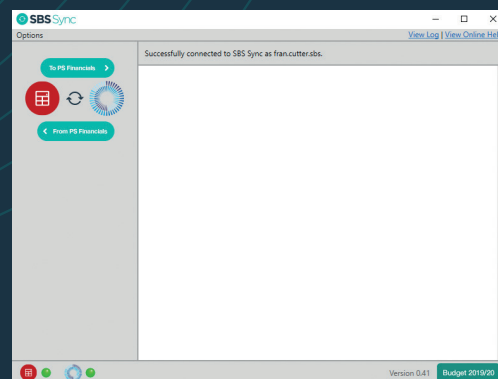 SBS Sync
Options
View Log | View Online Hel
Successfully connected to SBS Sync as fran.cutter.sbs.
To PS Financials
From PS Financials
Version 0.41
Budget 2019/20